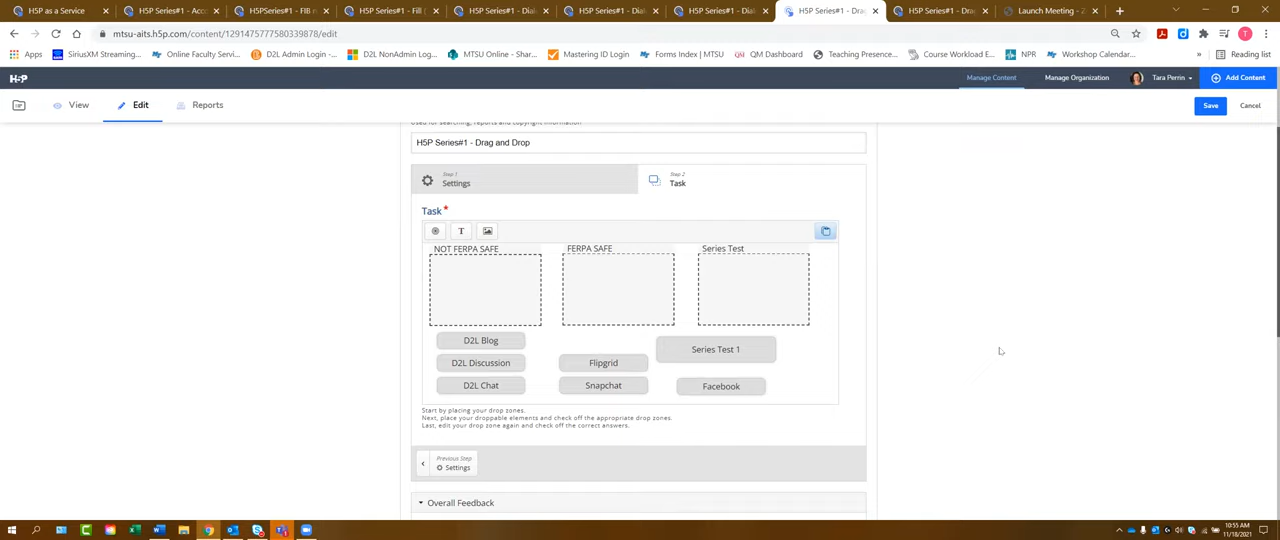 H5P as a Service
H5P Series#1 - Acc
H5PSeries#1 - FIB r
H5P Series#1 - Fill (
H5P Series#1 - Dial
H5P Series#1 - Dial
H5P Series#1 - Dia
H5P Series#1 - Dra
H5P Series#1 - Dra
Launch Meeting - Z
mtsu-aits.h5p.com/content/1291475777580339878/edit
Apps
SiriusXM Streaming...
Online Faculty Servi...
D2L Admin Login -...
D2L NonAdmin Log...
MTSU Online - Shar...
Mastering ID Login
Forms Index | MTSU
QM Dashboard
Teaching Presence...
Course Workload E...
NPR
Workshop Calendar...
Reading list
H5P
Manage Content
Manage Organization
Tara Perrin
Add Content
View
Edit
Reports
Save
Cancel
Used for searching, reports and copyright information
H5P Series#1 - Drag and Drop
Step 1
Settings
Step 2
Task
Task *
T
NOT FERPA SAFE
FERPA SAFE
Series Test
D2L Blog
Series Test 1
D2L Discussion
Flipgrid
D2L Chat
Snapchat
Facebook
Start by placing your drop zones.
Next, place your droppable elements and check off the appropriate drop zones.
Last, edit your drop zone again and check off the correct answers.
Previous Step
Settings
Overall Feedback
10:55 AM
11/18/2021